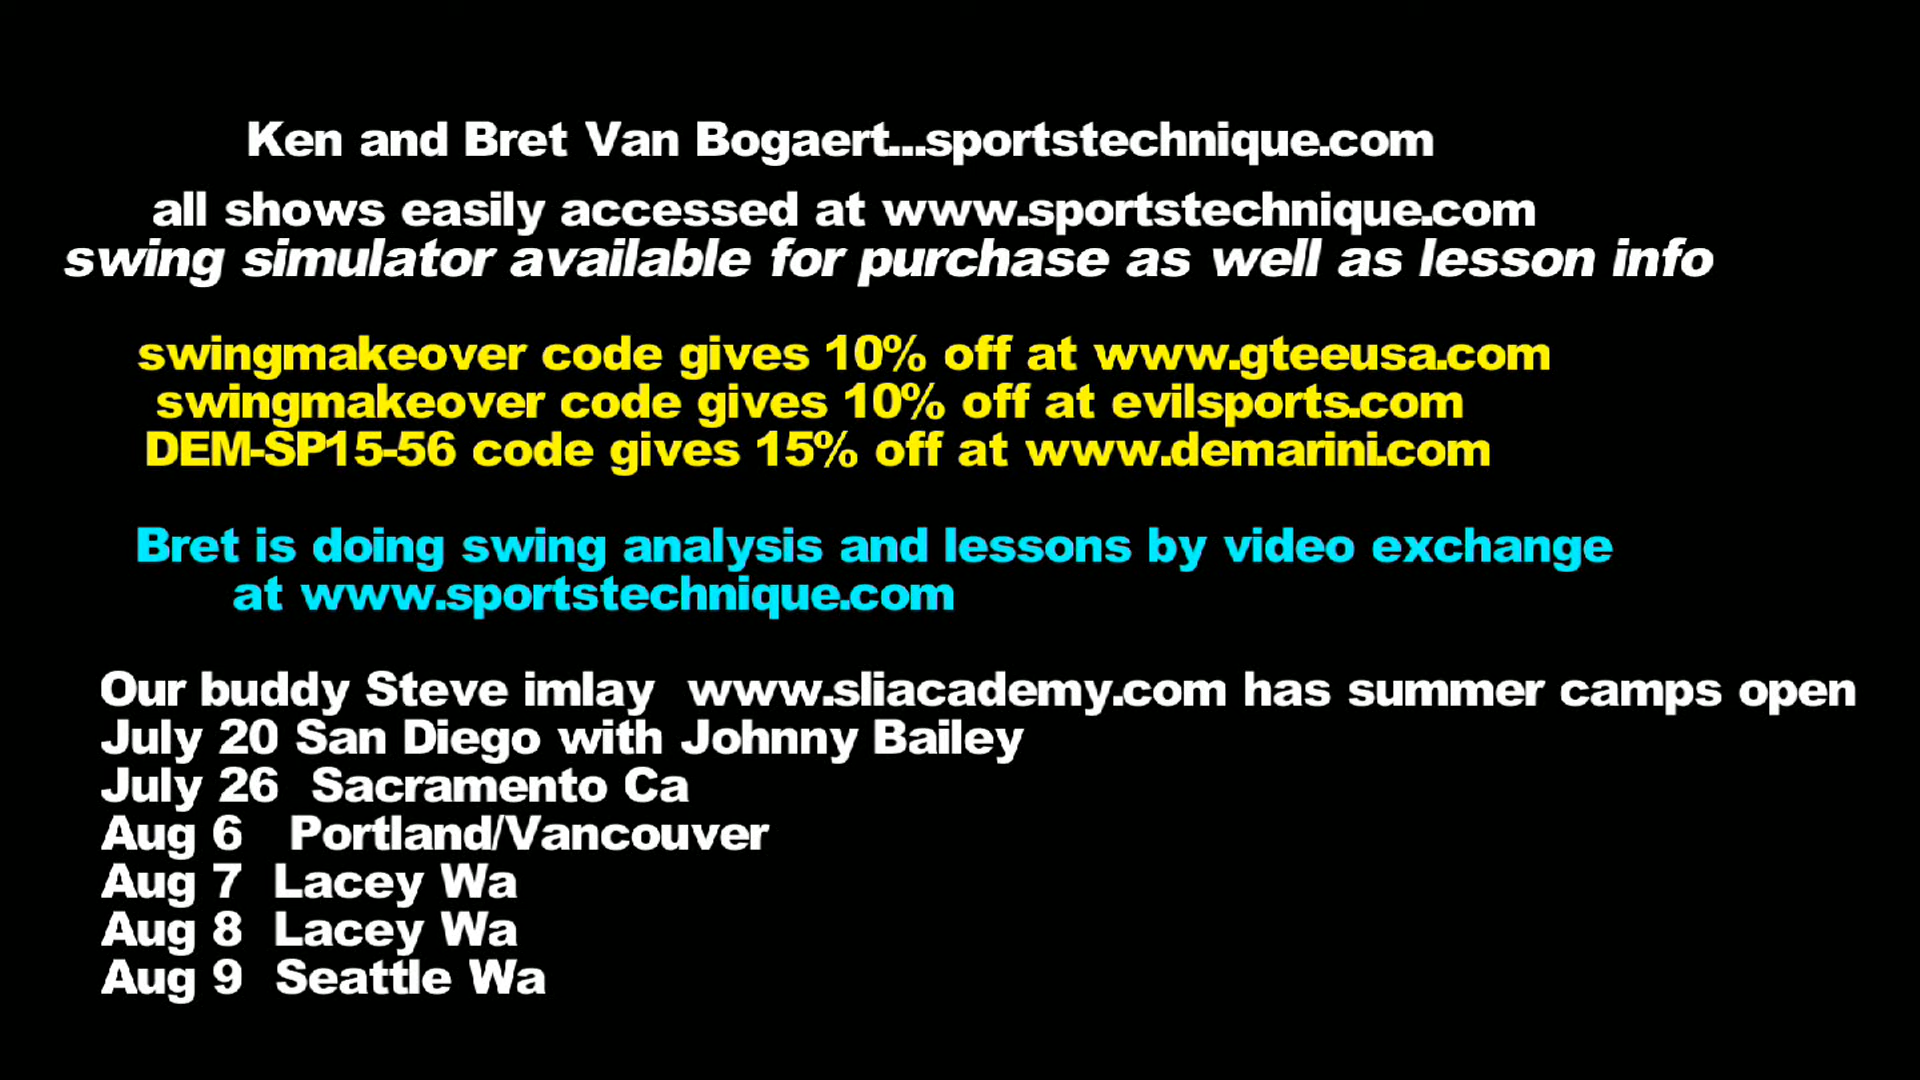 Ken and Bret Van Bogaert...sportstechnique.com
all shows easily accessed at www.sportstechnique.com
swing simulator available for purchase as well as lesson info
swingmakeover code gives 10% off at www.gteeusa.com
swingmakeover code gives 10% off at evilsports.com
DEM-SP15-56 code gives 15% off at www.demarini.com
Bret is doing swing analysis and lessons by video exchange
at www.sportstechnique.com
Our buddy Steve imlay  www.sliacademy.com has summer camps open
July 20 San Diego with Johnny Bailey
July 26  Sacramento Ca
Aug 6   Portland/Vancouver
Aug 7  Lacey Wa
Aug 8  Lacey Wa
Aug 9  Seattle Wa